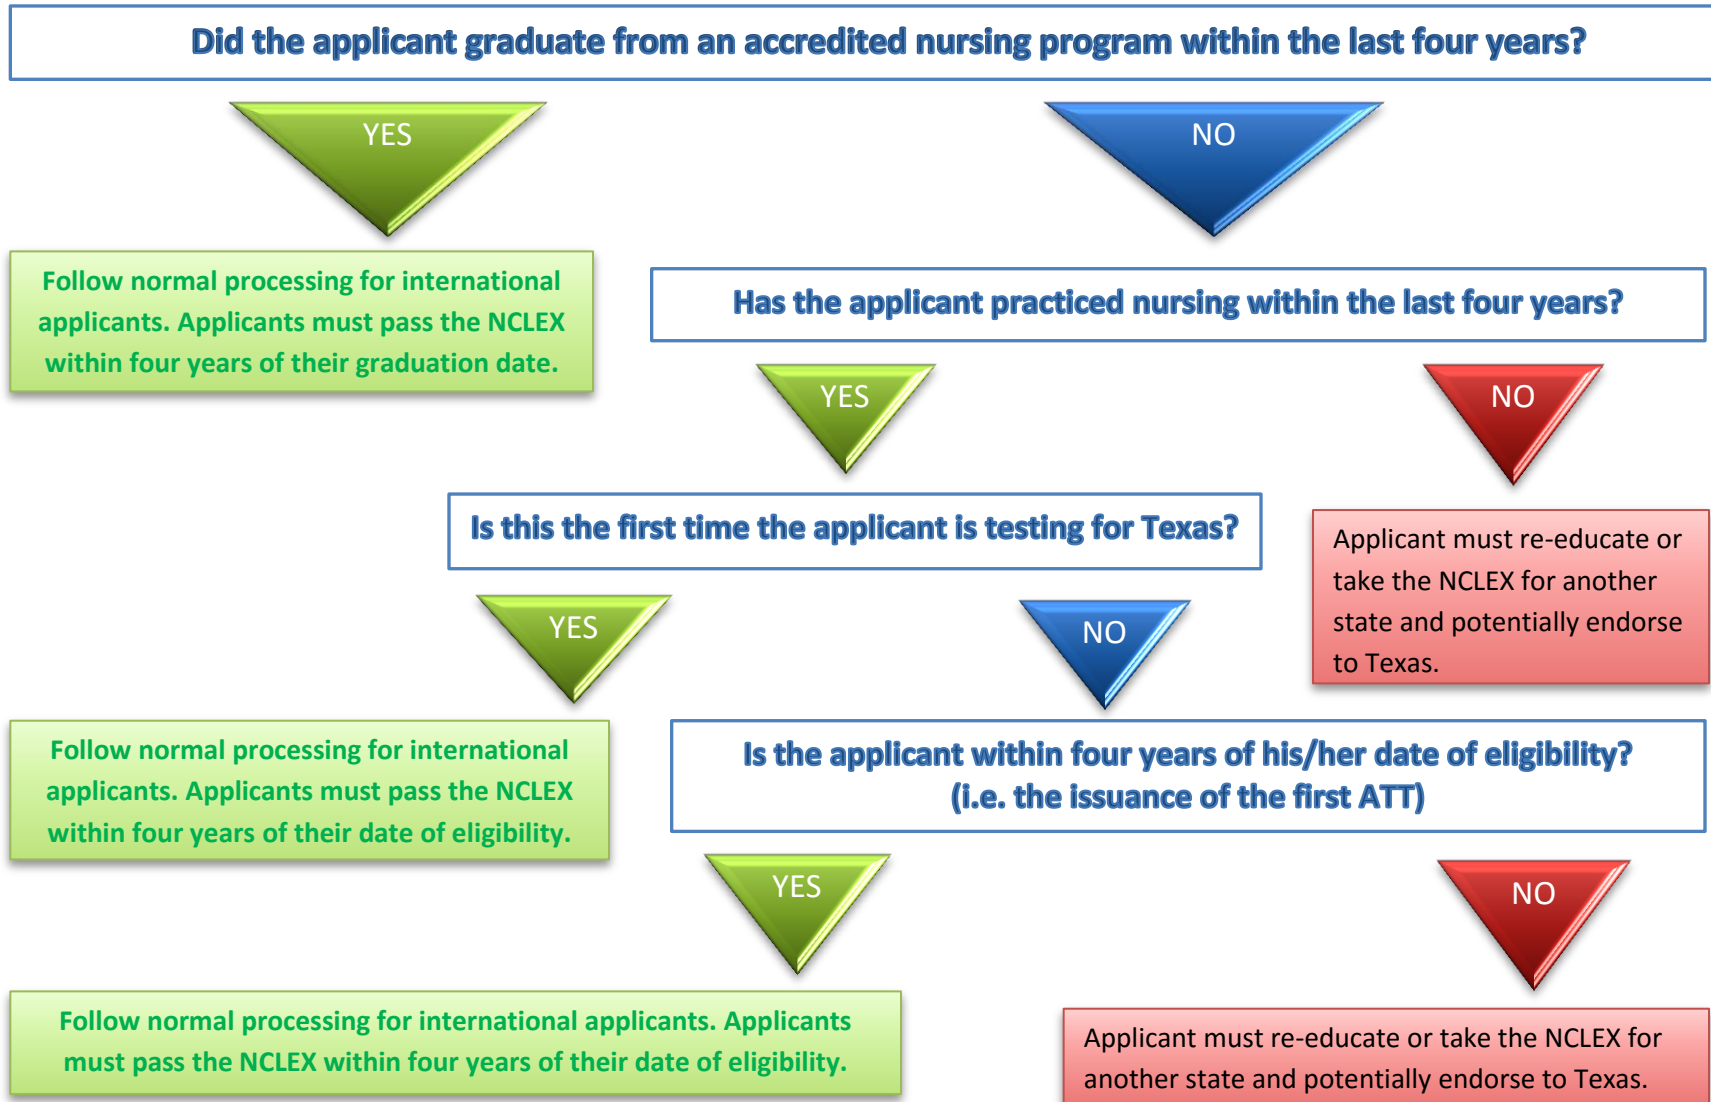 Did the applicant graduate from an accredited nursing program within the last four years?
YES
NO
Follow normal processing for international
applicants. Applicants must pass the NCLEX
within four years of their graduation date.
Has the applicant practiced nursing within the last four years?
YES
NO
Is this the first time the applicant is testing for Texas?
Applicant must re-educate or
take the NCLEX for another
state and potentially endorse
to Texas.
YES
NO
Follow normal processing for international
applicants. Applicants must pass the NCLEX
within four years of their date of eligibility.
Is the applicant within four years of his/her date of eligibility?
(i.e. the issuance of the first ATT)
YES
NO
Follow normal processing for international applicants. Applicants
must pass the NCLEX within four years of their date of eligibility.
Applicant must re-educate or take the NCLEX for
another state and potentially endorse to Texas.